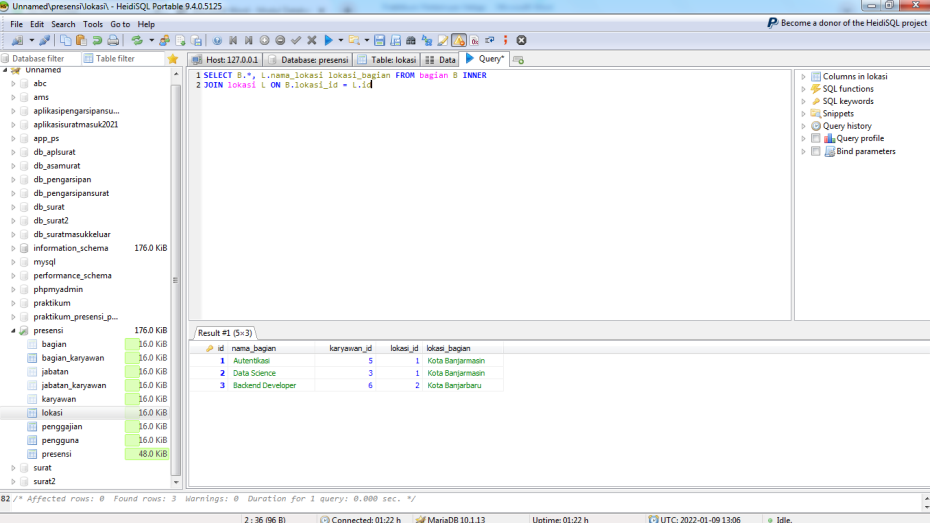 Unnamed\presensi\lokasi\ - HeidiSQL Portable 9.4.0.5125
File Edit Search Tools Go to Help
Become a donor of the HeidiSQL project
Database filter Table filter
Host: 127.0.0.1 Database: presensi Table: lokasi Data Query*
Unnamed
abc
ams
aplikasipengarsipansu...
aplikasisuratmasuk2021
app_ps
db_aplsurat
db_asamurat
db_pengarsipan
db_pengarsipansurat
db_surat
db_surat2
db_suratmasukkeluar
information_schema 176.0 KiB
mysql
performance_schema
phpmyadmin
praktikum
praktikum_presensi_p...
presensi 176.0 KiB
bagian 16.0 KiB
bagian_karyawan 16.0 KiB
jabatan 16.0 KiB
jabatan_karyawan 16.0 KiB
karyawan 16.0 KiB
lokasi 16.0 KiB
penggajian 16.0 KiB
pengguna 16.0 KiB
presensi 48.0 KiB
surat
surat2
1 SELECT B.*, L.nama_lokasi lokasi_bagian FROM bagian B INNER
2 JOIN lokasi L ON B.lokasi_id = L.id
Columns in lokasi
SQL functions
SQL keywords
Snippets
Query history
Query profile
Bind parameters
Result #1 (5×3)
id nama_bagian karyawan_id lokasi_id lokasi_bagian
1 Autentikasi 5 1 Kota Banjarmasin
2 Data Science 3 1 Kota Banjarmasin
3 Backend Developer 6 2 Kota Banjarbaru
82 /* Affected rows: 0 Found rows: 3 Warnings: 0 Duration for 1 query: 0.000 sec. */
2 : 36 (96 B) Connected: 01:22 h MariaDB 10.1.13 Uptime: 01:22 h UTC: 2022-01-09 13:06 Idle.